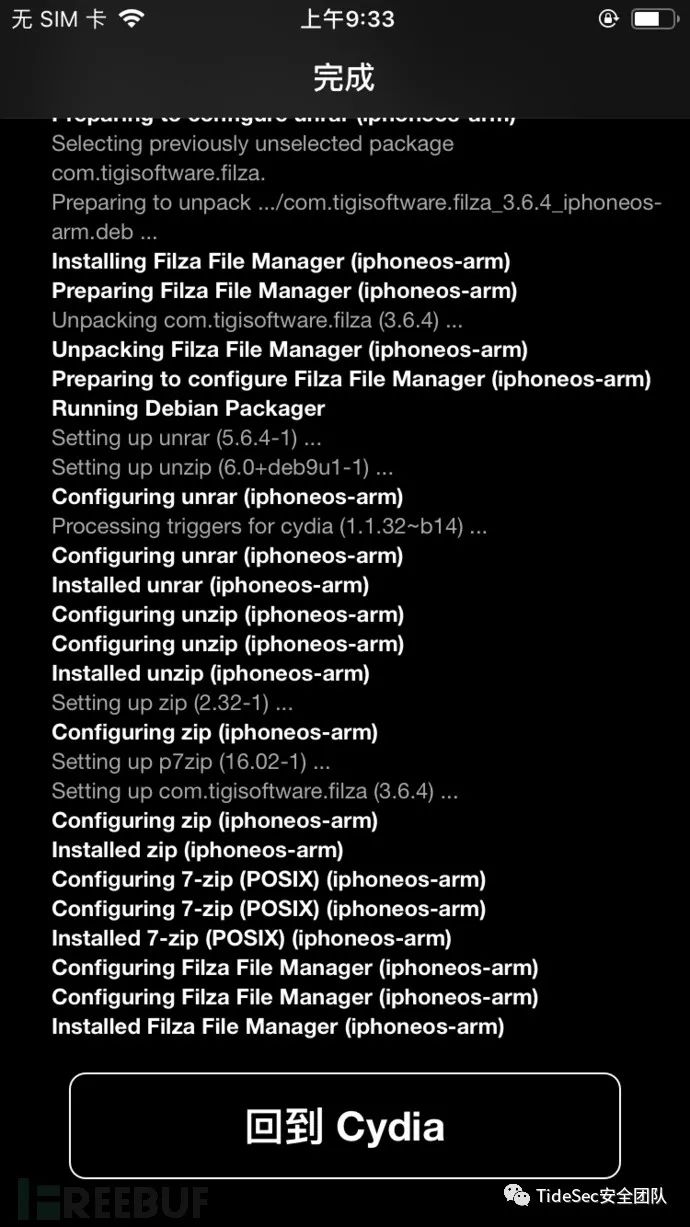 无 SIM 卡
上午9:33
完成
Preparing to configure unrar (iphoneos-arm)
Selecting previously unselected package
com.tigisoftware.filza.
Preparing to unpack .../com.tigisoftware.filza_3.6.4_iphoneos-
arm.deb ...
Installing Filza File Manager (iphoneos-arm)
Preparing Filza File Manager (iphoneos-arm)
Unpacking com.tigisoftware.filza (3.6.4) ...
Unpacking Filza File Manager (iphoneos-arm)
Preparing to configure Filza File Manager (iphoneos-arm)
Running Debian Packager
Setting up unrar (5.6.4-1) ...
Setting up unzip (6.0+deb9u1-1) ...
Configuring unrar (iphoneos-arm)
Processing triggers for cydia (1.1.32~b14) ...
Configuring unrar (iphoneos-arm)
Installed unrar (iphoneos-arm)
Configuring unzip (iphoneos-arm)
Configuring unzip (iphoneos-arm)
Installed unzip (iphoneos-arm)
Setting up zip (2.32-1) ...
Configuring zip (iphoneos-arm)
Setting up p7zip (16.02-1) ...
Setting up com.tigisoftware.filza (3.6.4) ...
Configuring zip (iphoneos-arm)
Installed zip (iphoneos-arm)
Configuring 7-zip (POSIX) (iphoneos-arm)
Configuring 7-zip (POSIX) (iphoneos-arm)
Installed 7-zip (POSIX) (iphoneos-arm)
Configuring Filza File Manager (iphoneos-arm)
Configuring Filza File Manager (iphoneos-arm)
Installed Filza File Manager (iphoneos-arm)
回到 Cydia
FREEBUF
TideSec安全团队